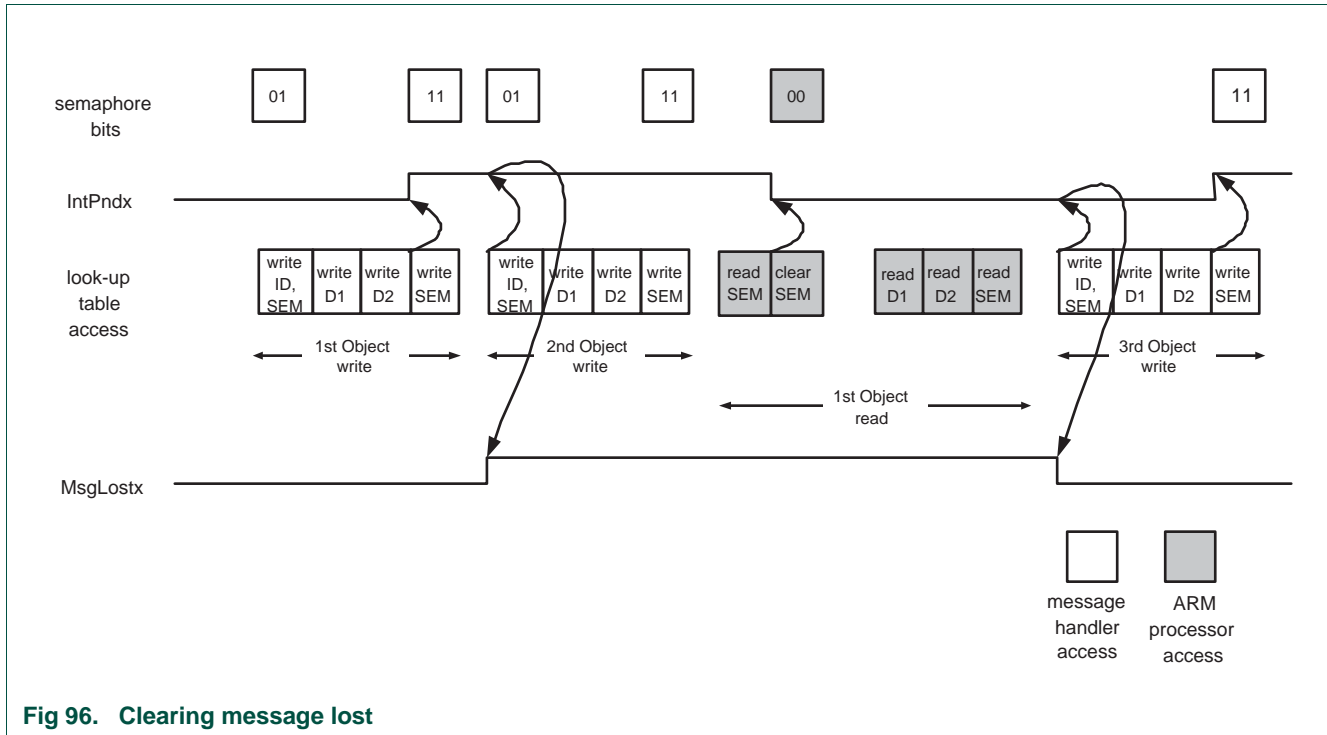 semaphore
bits
01
11
01
11
00
11
IntPndx
look-up
table
access
write
ID,
SEM
write
D1
write
D2
write
SEM
write
ID,
SEM
write
D1
write
D2
write
SEM
read
SEM
clear
SEM
read
D1
read
D2
read
SEM
write
ID,
SEM
write
D1
write
D2
write
SEM
1st Object
write
2nd Object
write
3rd Object
write
1st Object
read
MsgLostx
message
handler
access
ARM
processor
access
Fig 96. Clearing message lost